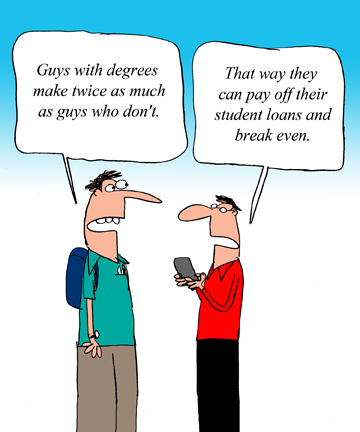 Guys with degrees
make twice as much
as guys who don't.
That way they
can pay off their
student loans and
break even.